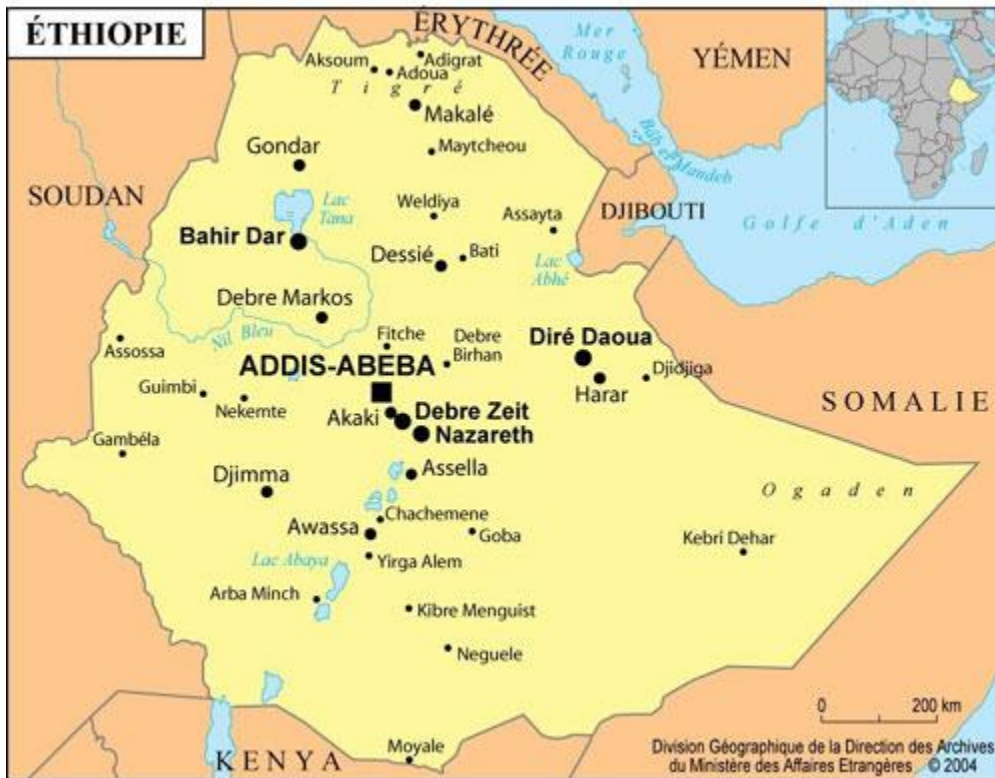 ÉTHIOPIE
ÉRYTHRÉE
Mer
Rouge
YÉMEN
Aksoum
Adigrat
Adoua
Tigré
Makalé
Bâb el Mandeb
Maytcheou
Gondar
SOUDAN
Lac
Tana
Weldiya
Assayta
DJIBOUTI
Golfe d'Aden
Bahir Dar
Dessié
Bati
Lac
Abhé
Debre Markos
Nil Bleu
Fitche
Debre
Birhan
Diré Daoua
Assossa
ADDIS-ABEBA
Djidjiga
Guimbi
Harar
Nekemte
SOMALIE
Akaki
Debre Zeit
Nazareth
Gambéla
Djimma
Assella
Ogaden
Chachemene
Awassa
Goba
Kebri Dehar
Lac Abaya
Yirga Alem
Arba Minch
Kibre Menguist
Neguele
0 200 km
Moyale
KENYA
Division Géographique de la Direction des Archives
du Ministère des Affaires Etrangères © 2004